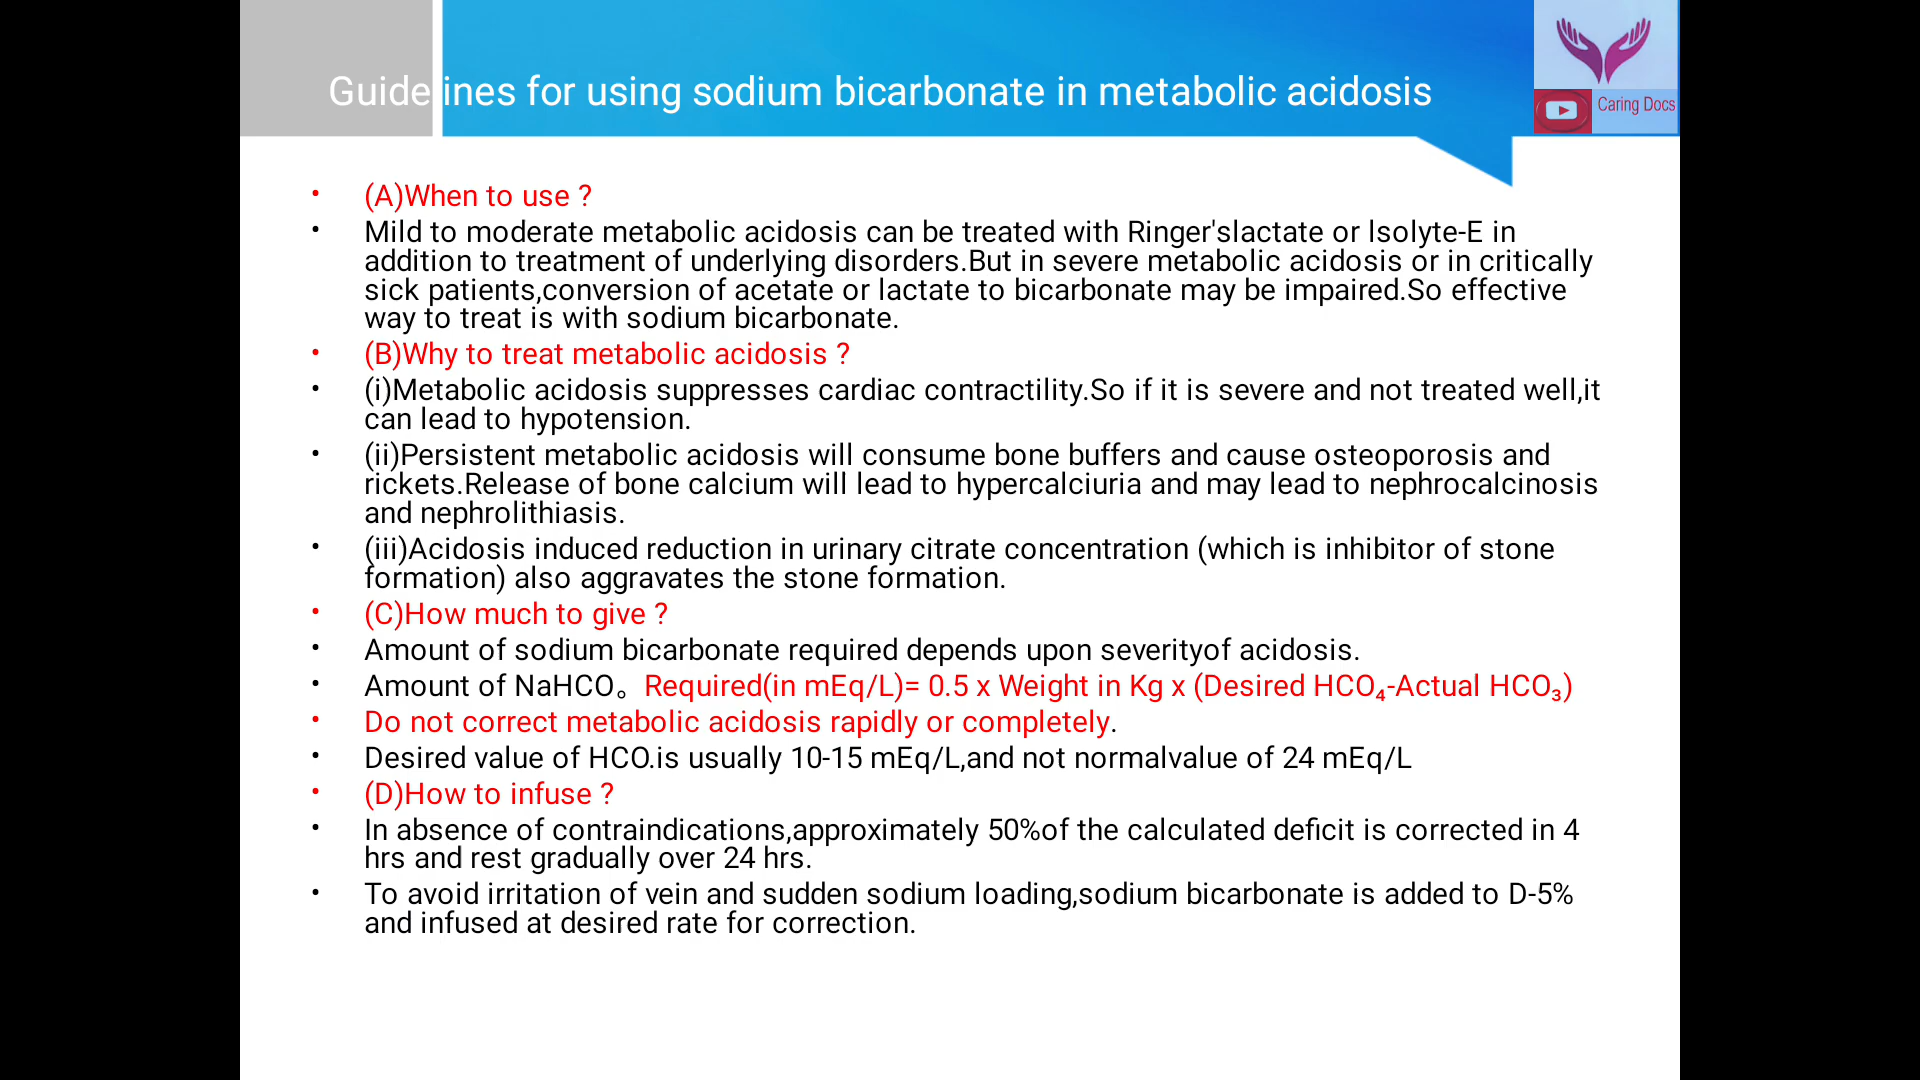 Guidelines for using sodium bicarbonate in metabolic acidosis
Caring Docs
• (A)When to use ?
• Mild to moderate metabolic acidosis can be treated with Ringer'slactate or lsolyte-E in
addition to treatment of underlying disorders.But in severe metabolic acidosis or in critically
sick patients,conversion of acetate or lactate to bicarbonate may be impaired.So effective
way to treat is with sodium bicarbonate.
• (B)Why to treat metabolic acidosis ?
• (i)Metabolic acidosis suppresses cardiac contractility.So if it is severe and not treated well,it
can lead to hypotension.
• (ii)Persistent metabolic acidosis will consume bone buffers and cause osteoporosis and
rickets.Release of bone calcium will lead to hypercalciuria and may lead to nephrocalcinosis
and nephrolithiasis.
• (iii)Acidosis induced reduction in urinary citrate concentration (which is inhibitor of stone
formation) also aggravates the stone formation.
• (C)How much to give ?
• Amount of sodium bicarbonate required depends upon severityof acidosis.
• Amount of NaHCO。Required(in mEq/L)= 0.5 x Weight in Kg x (Desired HCO₄-Actual HCO₃)
• Do not correct metabolic acidosis rapidly or completely.
• Desired value of HCO.is usually 10-15 mEq/L,and not normalvalue of 24 mEq/L
• (D)How to infuse ?
• In absence of contraindications,approximately 50%of the calculated deficit is corrected in 4
hrs and rest gradually over 24 hrs.
• To avoid irritation of vein and sudden sodium loading,sodium bicarbonate is added to D-5%
and infused at desired rate for correction.